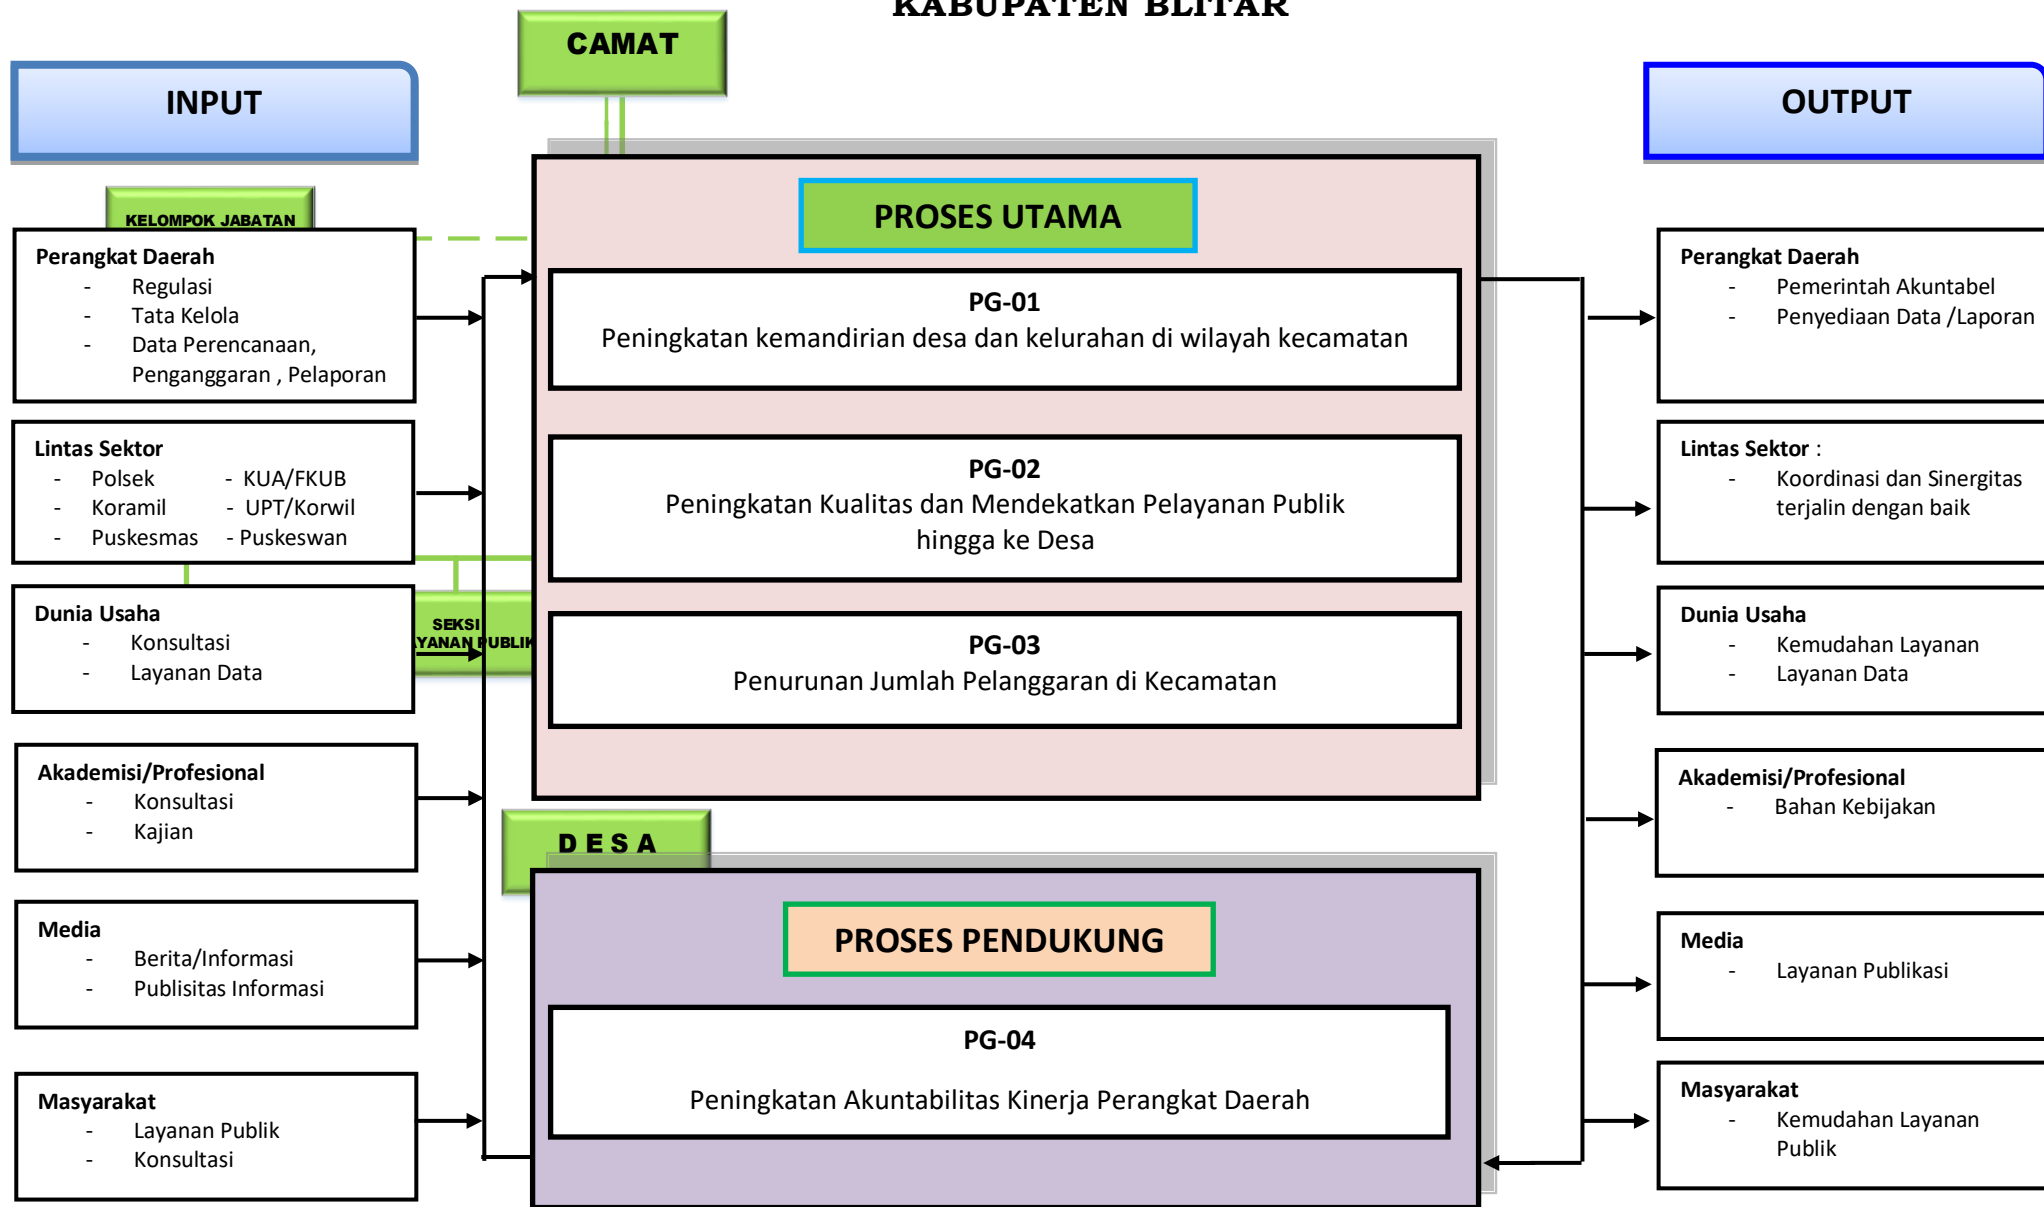 KABUPATEN BLITAR
CAMAT
INPUT
OUTPUT
KELOMPOK JABATAN
Perangkat Daerah
- Regulasi
- Tata Kelola
- Data Perencanaan,
Penganggaran , Pelaporan
Lintas Sektor
- Polsek - KUA/FKUB
- Koramil - UPT/Korwil
- Puskesmas - Puskeswan
Dunia Usaha
- Konsultasi
- Layanan Data
SEKSI
YANAN PUBLIK
Akademisi/Profesional
- Konsultasi
- Kajian
Media
- Berita/Informasi
- Publisitas Informasi
Masyarakat
- Layanan Publik
- Konsultasi
PROSES UTAMA
PG-01
Peningkatan kemandirian desa dan kelurahan di wilayah kecamatan
PG-02
Peningkatan Kualitas dan Mendekatkan Pelayanan Publik
hingga ke Desa
PG-03
Penurunan Jumlah Pelanggaran di Kecamatan
D E S A
PROSES PENDUKUNG
PG-04
Peningkatan Akuntabilitas Kinerja Perangkat Daerah
Perangkat Daerah
- Pemerintah Akuntabel
- Penyediaan Data /Laporan
Lintas Sektor :
- Koordinasi dan Sinergitas
terjalin dengan baik
Dunia Usaha
- Kemudahan Layanan
- Layanan Data
Akademisi/Profesional
- Bahan Kebijakan
Media
- Layanan Publikasi
Masyarakat
- Kemudahan Layanan
Publik